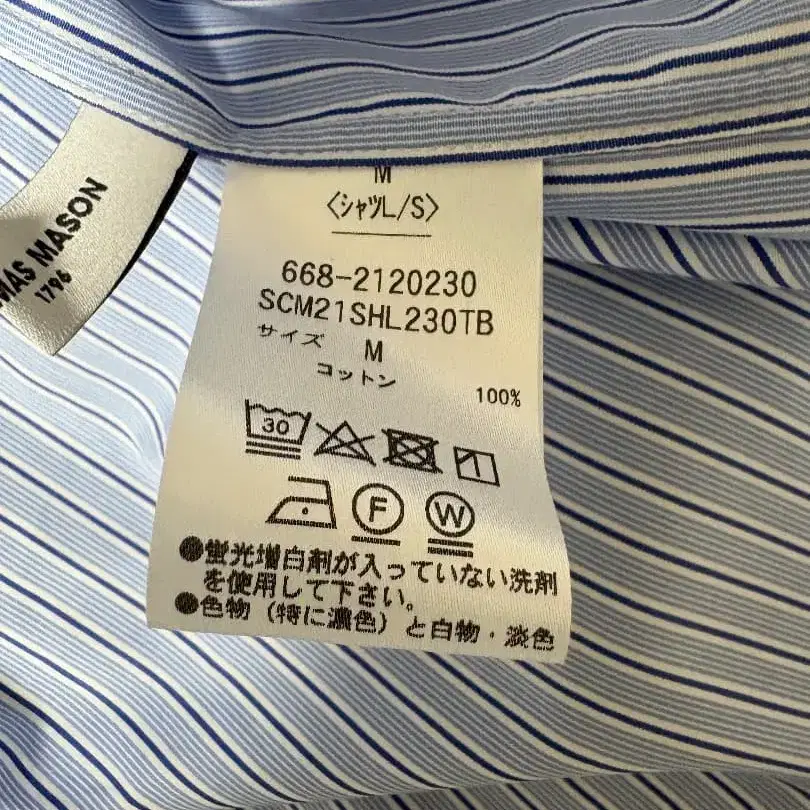 MAS MASON
1796
M
〈シャツL/S〉
668-2120230
SCM21SHL230TB
サイズ M
コットン 100%
30
F W
●蛍光増白剤が入っていない洗剤
を使用して下さい。
●色物（特に濃色）と白物・淡色